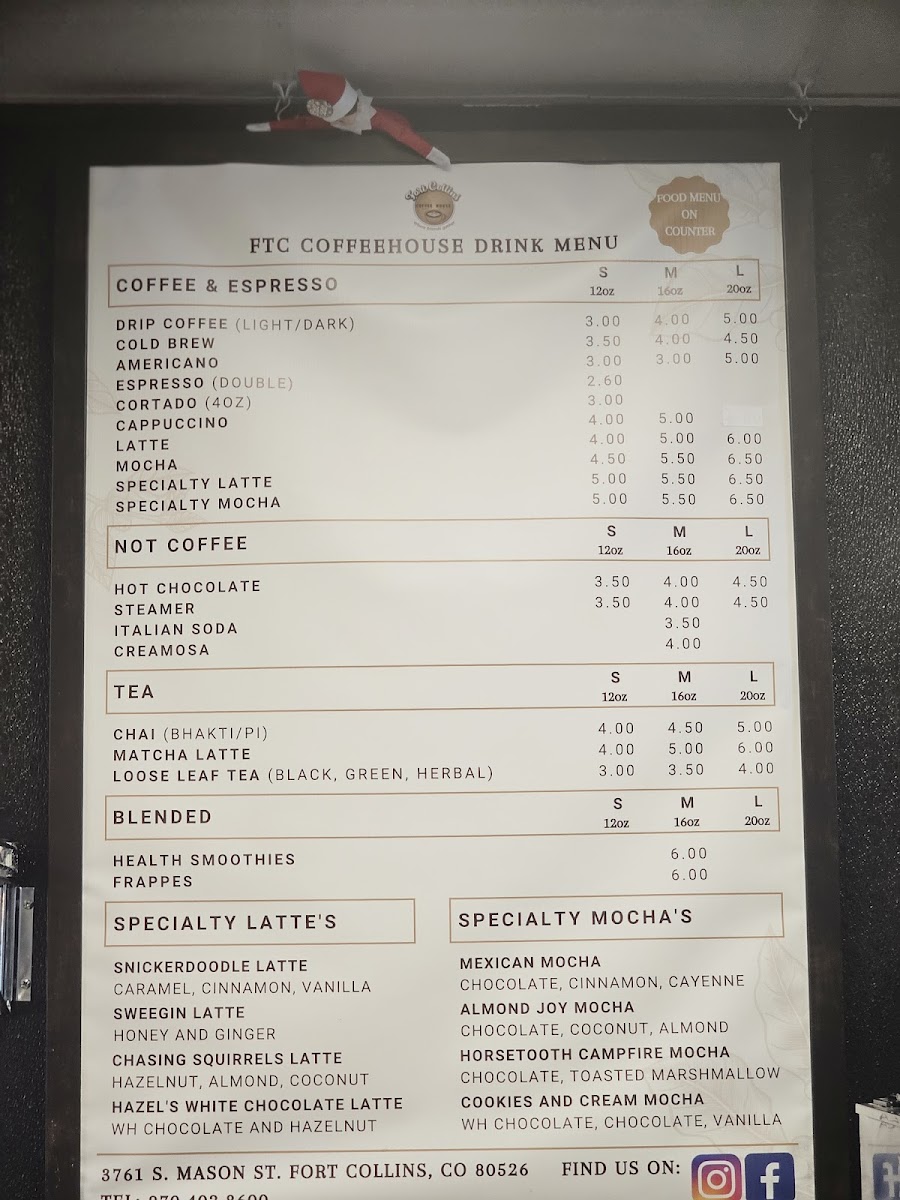 Fort Collins
COFFEE HOUSE
FOOD MENU
ON
COUNTER
FTC COFFEEHOUSE DRINK MENU
COFFEE & ESPRESSO S M L
12oz 16oz 20oz
DRIP COFFEE (LIGHT/DARK) 3.00 4.00 5.00
COLD BREW 3.50 4.00 4.50
AMERICANO 3.00 3.00 5.00
ESPRESSO (DOUBLE) 2.60
CORTADO (4OZ) 3.00
CAPPUCCINO 4.00 5.00
LATTE 4.00 5.00 6.00
MOCHA 4.50 5.50 6.50
SPECIALTY LATTE 5.00 5.50 6.50
SPECIALTY MOCHA 5.00 5.50 6.50
NOT COFFEE S M L
12oz 16oz 20oz
HOT CHOCOLATE 3.50 4.00 4.50
STEAMER 3.50 4.00 4.50
ITALIAN SODA 3.50
CREAMOSA 4.00
TEA S M L
12oz 16oz 20oz
CHAI (BHAKTI/PI) 4.00 4.50 5.00
MATCHA LATTE 4.00 5.00 6.00
LOOSE LEAF TEA (BLACK, GREEN, HERBAL) 3.00 3.50 4.00
BLENDED S M L
12oz 16oz 20oz
HEALTH SMOOTHIES 6.00
FRAPPES 6.00
SPECIALTY LATTE'S
SNICKERDOODLE LATTE
CARAMEL, CINNAMON, VANILLA
SWEEGIN LATTE
HONEY AND GINGER
CHASING SQUIRRELS LATTE
HAZELNUT, ALMOND, COCONUT
HAZEL'S WHITE CHOCOLATE LATTE
WH CHOCOLATE AND HAZELNUT
SPECIALTY MOCHA'S
MEXICAN MOCHA
CHOCOLATE, CINNAMON, CAYENNE
ALMOND JOY MOCHA
CHOCOLATE, COCONUT, ALMOND
HORSETOOTH CAMPFIRE MOCHA
CHOCOLATE, TOASTED MARSHMALLOW
COOKIES AND CREAM MOCHA
WH CHOCOLATE, CHOCOLATE, VANILLA
3761 S. MASON ST. FORT COLLINS, CO 80526 FIND US ON:
TEL: 970 402 8600